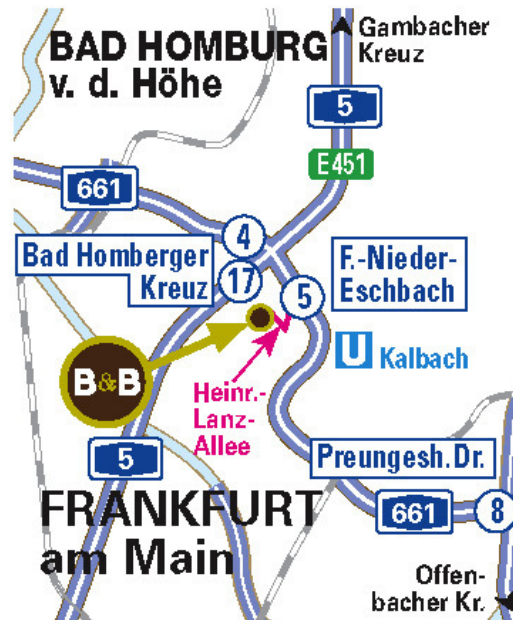 BAD HOMBURG
v. d. Höhe
Gambacher
Kreuz
5
E451
661
4
Bad Homberger
Kreuz
17
F.-Nieder-
Eschbach
5
U Kalbach
B&B
Heinr.-
Lanz-
Allee
5
Preungesh. Dr.
FRANKFURT
am Main
661
8
Offen-
bacher Kr.